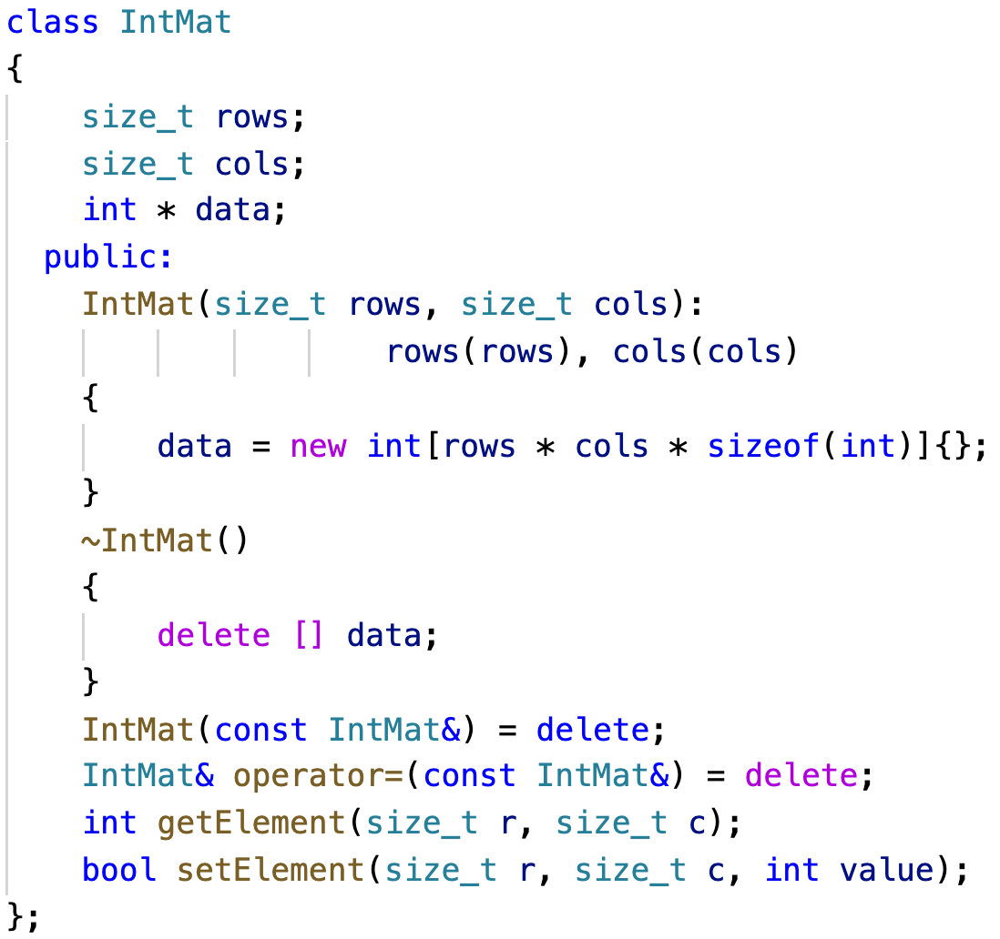 class IntMat
{
    size_t rows;
    size_t cols;
    int * data;
  public:
    IntMat(size_t rows, size_t cols):
                    rows(rows), cols(cols)
    {
        data = new int[rows * cols * sizeof(int)]{};
    }
    ~IntMat()
    {
        delete [] data;
    }
    IntMat(const IntMat&) = delete;
    IntMat& operator=(const IntMat&) = delete;
    int getElement(size_t r, size_t c);
    bool setElement(size_t r, size_t c, int value);
};